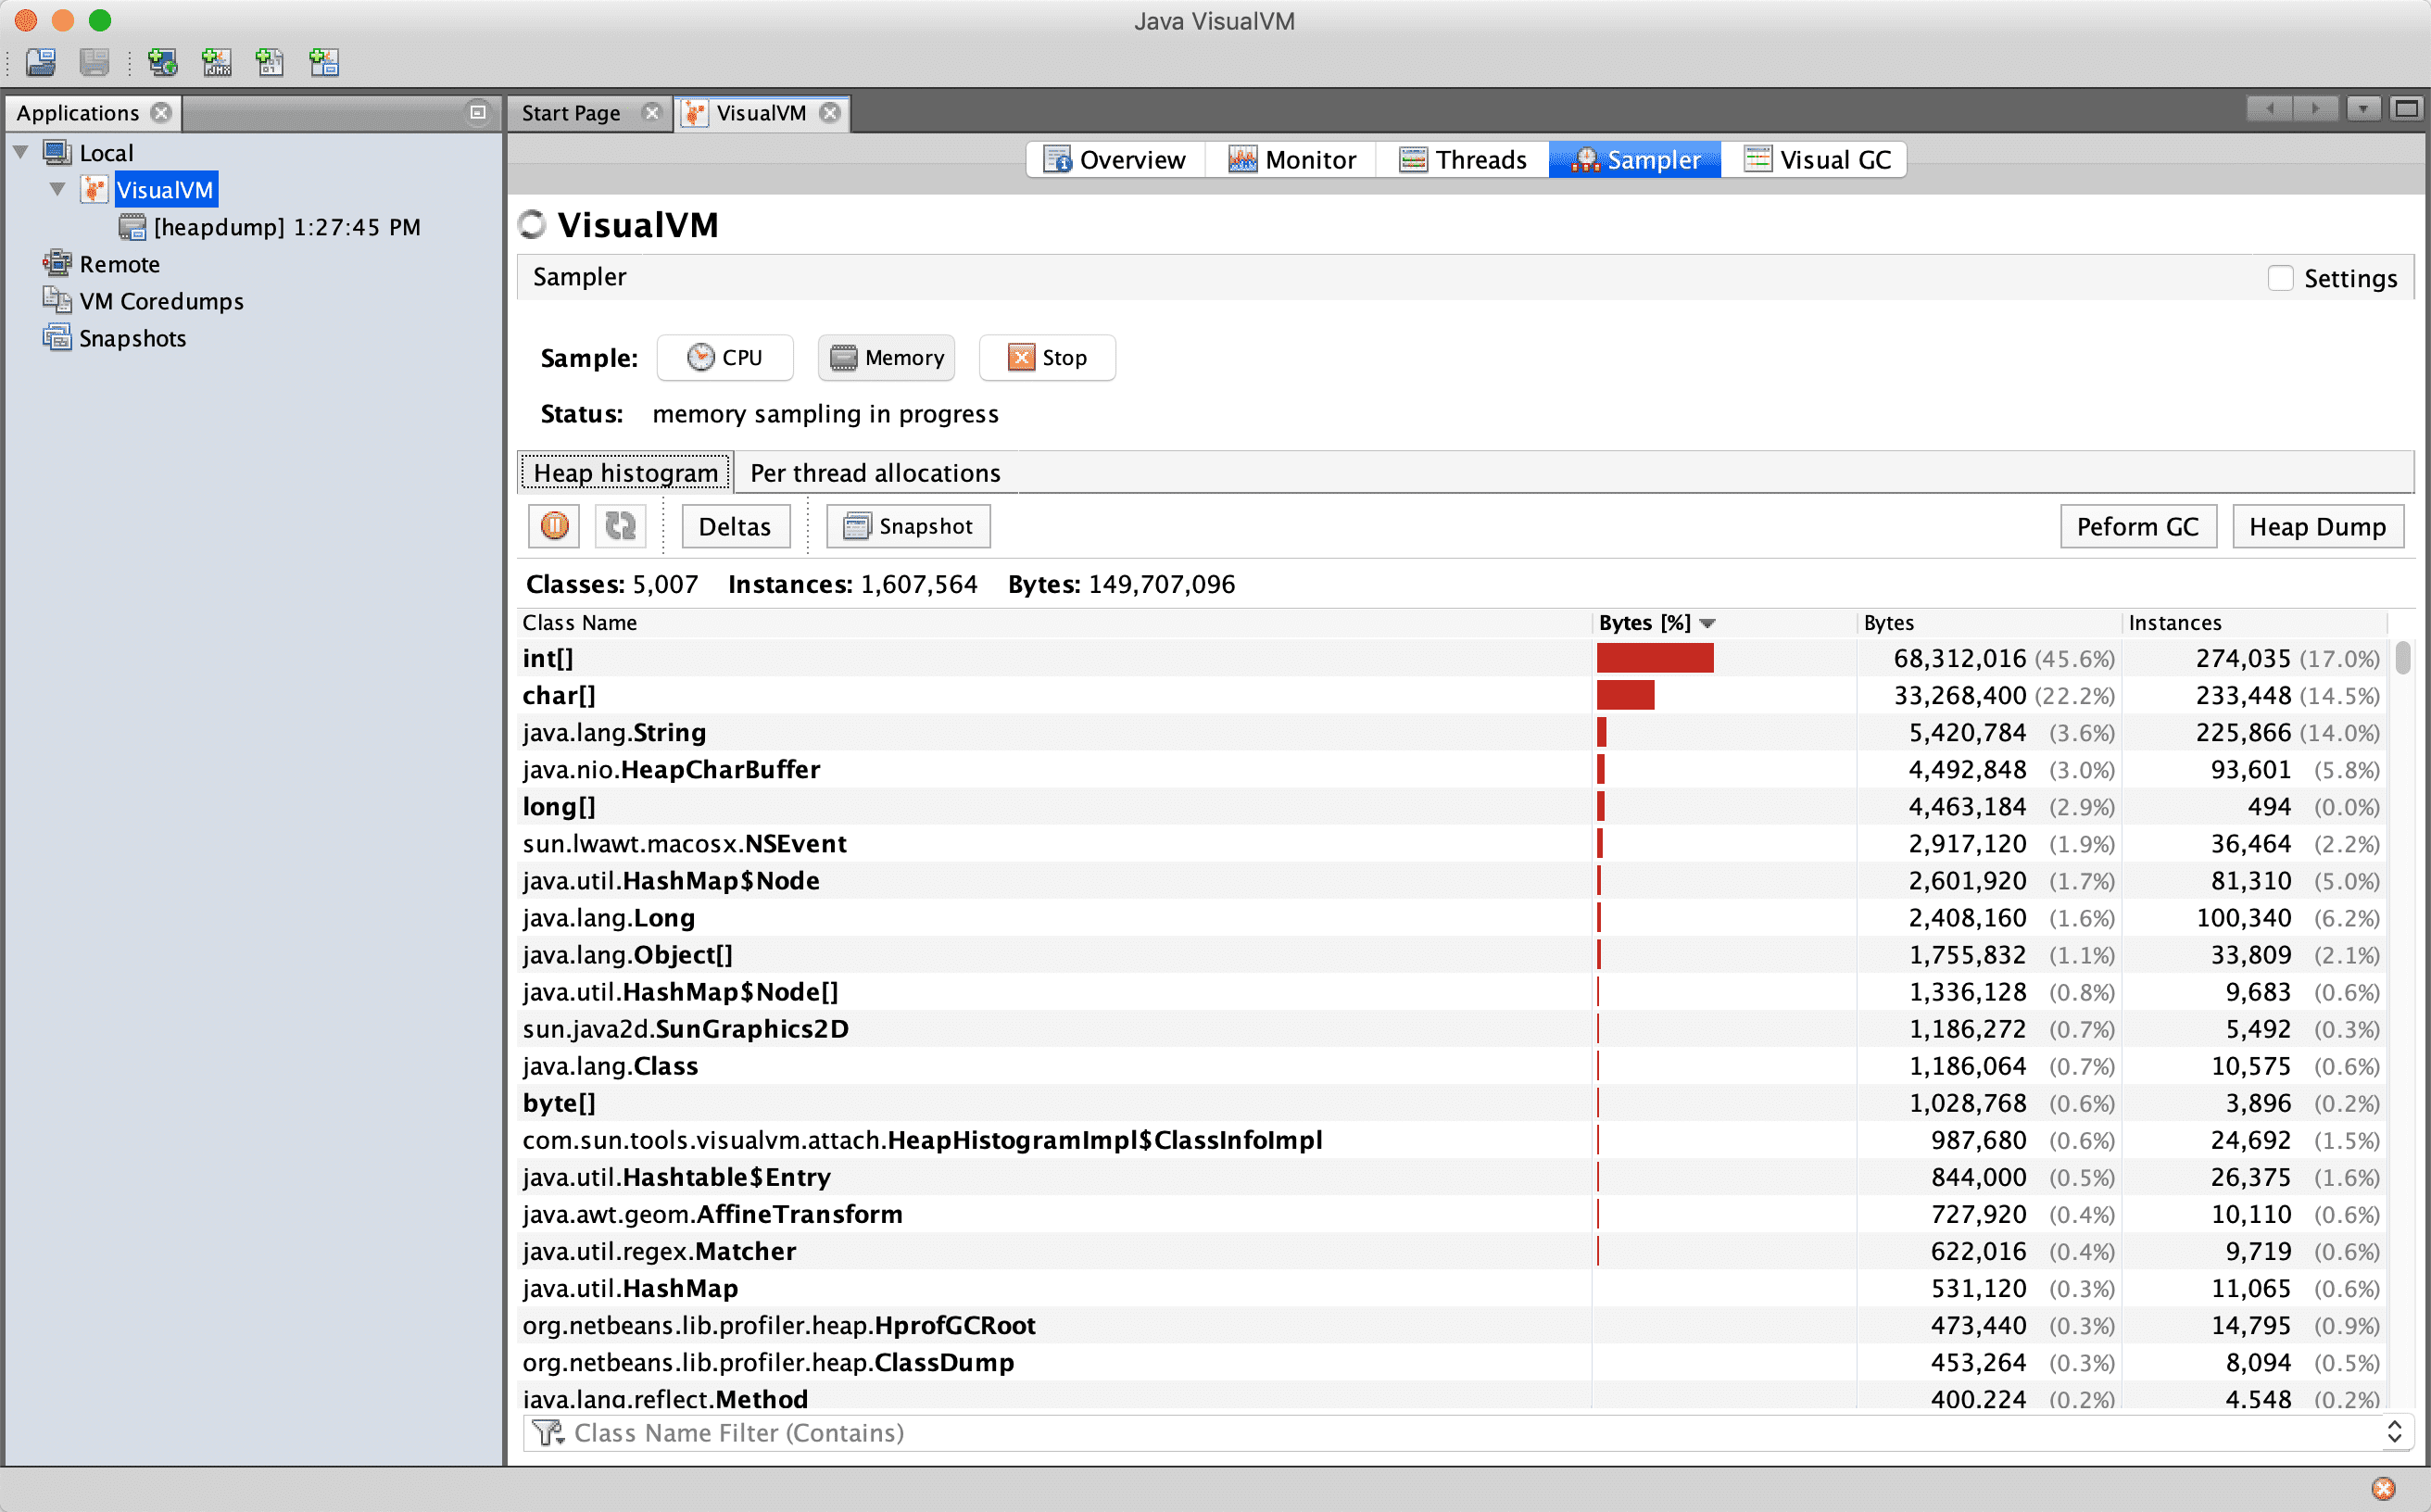 Java VisualVM
JMX
Applications
Start Page
VisualVM
Local
VisualVM
[heapdump] 1:27:45 PM
Remote
VM Coredumps
Snapshots
Overview
Monitor
Threads
Sampler
Visual GC
VisualVM
Sampler
Settings
Sample: CPU Memory Stop
Status: memory sampling in progress
Heap histogram Per thread allocations
Deltas Snapshot Peform GC Heap Dump
Classes: 5,007 Instances: 1,607,564 Bytes: 149,707,096
Class Name Bytes [%] Bytes Instances
int[] 68,312,016 (45.6%) 274,035 (17.0%)
char[] 33,268,400 (22.2%) 233,448 (14.5%)
java.lang.String 5,420,784 (3.6%) 225,866 (14.0%)
java.nio.HeapCharBuffer 4,492,848 (3.0%) 93,601 (5.8%)
long[] 4,463,184 (2.9%) 494 (0.0%)
sun.lwawt.macosx.NSEvent 2,917,120 (1.9%) 36,464 (2.2%)
java.util.HashMap$Node 2,601,920 (1.7%) 81,310 (5.0%)
java.lang.Long 2,408,160 (1.6%) 100,340 (6.2%)
java.lang.Object[] 1,755,832 (1.1%) 33,809 (2.1%)
java.util.HashMap$Node[] 1,336,128 (0.8%) 9,683 (0.6%)
sun.java2d.SunGraphics2D 1,186,272 (0.7%) 5,492 (0.3%)
java.lang.Class 1,186,064 (0.7%) 10,575 (0.6%)
byte[] 1,028,768 (0.6%) 3,896 (0.2%)
com.sun.tools.visualvm.attach.HeapHistogramImpl$ClassInfoImpl 987,680 (0.6%) 24,692 (1.5%)
java.util.Hashtable$Entry 844,000 (0.5%) 26,375 (1.6%)
java.awt.geom.AffineTransform 727,920 (0.4%) 10,110 (0.6%)
java.util.regex.Matcher 622,016 (0.4%) 9,719 (0.6%)
java.util.HashMap 531,120 (0.3%) 11,065 (0.6%)
org.netbeans.lib.profiler.heap.HprofGCRoot 473,440 (0.3%) 14,795 (0.9%)
org.netbeans.lib.profiler.heap.ClassDump 453,264 (0.3%) 8,094 (0.5%)
java.lang.reflect.Method 400,224 (0.2%) 4,548 (0.2%)
Class Name Filter (Contains)